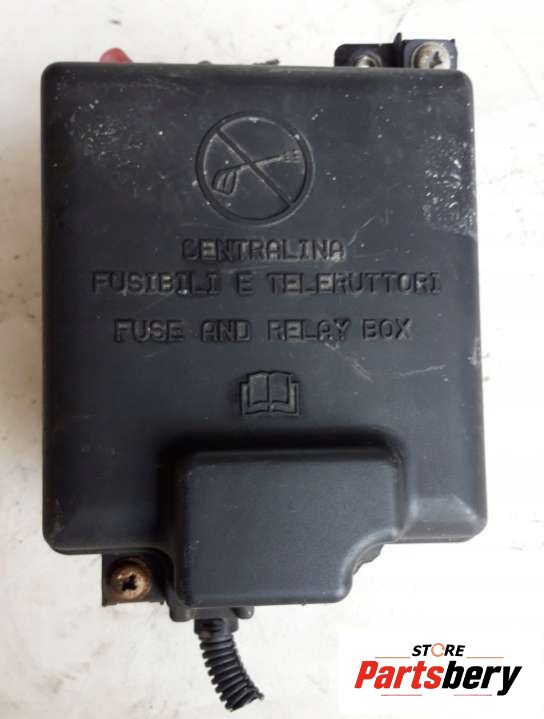 CENTRALINA
FUSIBILI E TELERUTTORI
FUSE AND RELAY BOX
STORE
Partsbery